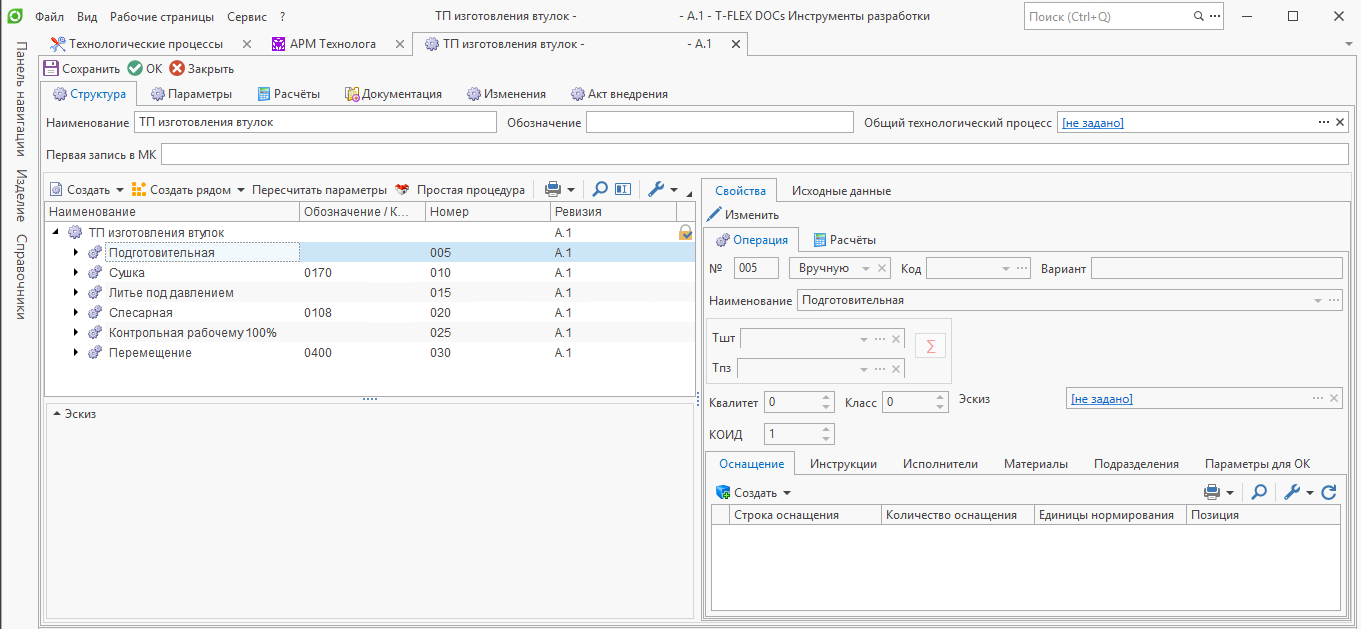 Файл Вид Рабочие страницы Сервис ? ТП изготовления втулок - - А.1 - T-FLEX DOCs Инструменты разработки Поиск (Ctrl+Q)
Технологические процессы АРМ Технолога ТП изготовления втулок - - А.1
Панель навигации
Изделие
Справочники
Сохранить ОК Закрыть
Структура Параметры Расчёты Документация Изменения Акт внедрения
Наименование ТП изготовления втулок Обозначение Общий технологический процесс [не задано]
Первая запись в МК
Создать Создать рядом Пересчитать параметры Простая процедура
Наименование Обозначение / К... Номер Ревизия
ТП изготовления втулок А.1
Подготовительная 005 А.1
Сушка 0170 010 А.1
Литье под давлением 015 А.1
Слесарная 0108 020 А.1
Контрольная рабочему 100% 025 А.1
Перемещение 0400 030 А.1
Эскиз
Свойства Исходные данные
Изменить
Операция Расчёты
№ 005 Вручную Код Вариант
Наименование Подготовительная
Тшт
Тпз
Σ
Квалитет 0 Класс 0 Эскиз [не задано]
КОИД 1
Оснащение Инструкции Исполнители Материалы Подразделения Параметры для ОК
Создать
Строка оснащения Количество оснащения Единицы нормирования Позиция